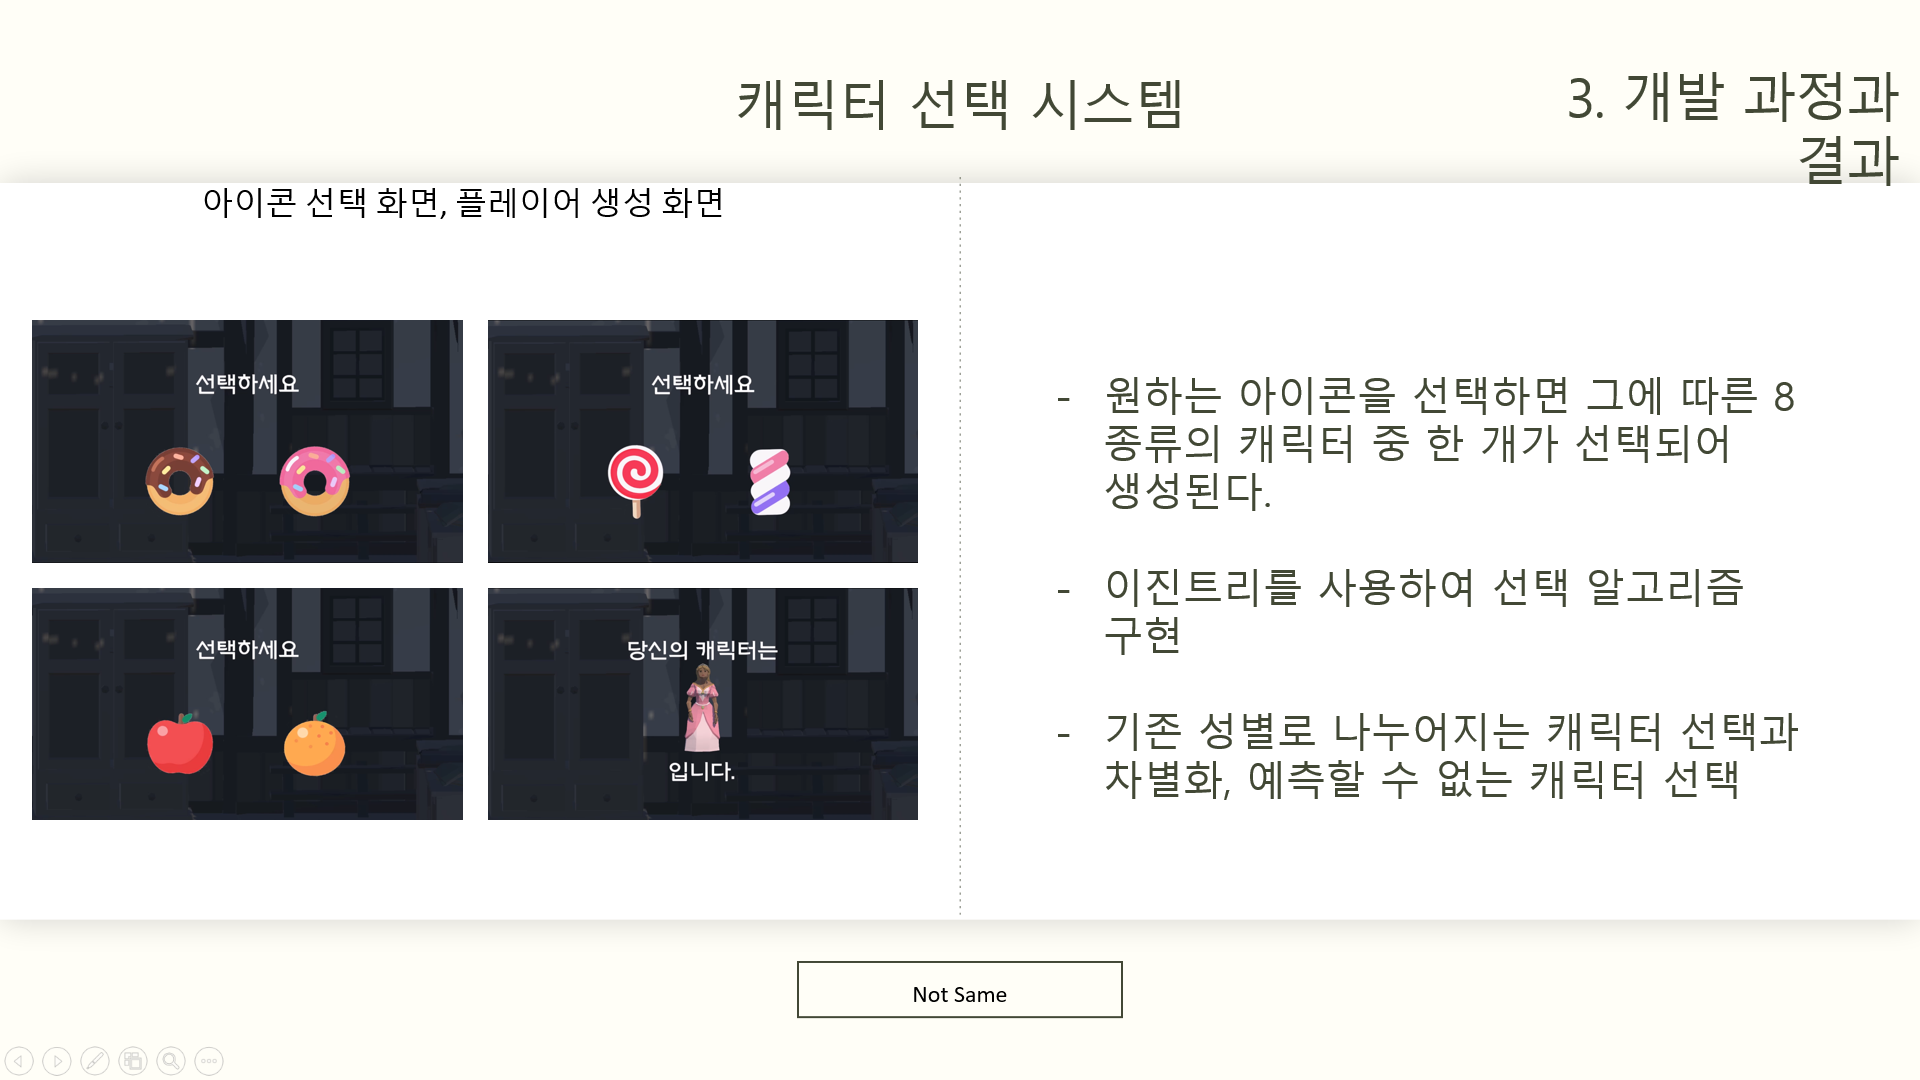 캐릭터 선택 시스템
3. 개발 과정과
결과
아이콘 선택 화면, 플레이어 생성 화면
선택하세요
선택하세요
선택하세요
당신의 캐릭터는
입니다.
- 원하는 아이콘을 선택하면 그에 따른 8
종류의 캐릭터 중 한 개가 선택되어
생성된다.
- 이진트리를 사용하여 선택 알고리즘
구현
- 기존 성별로 나누어지는 캐릭터 선택과
차별화, 예측할 수 없는 캐릭터 선택
Not Same